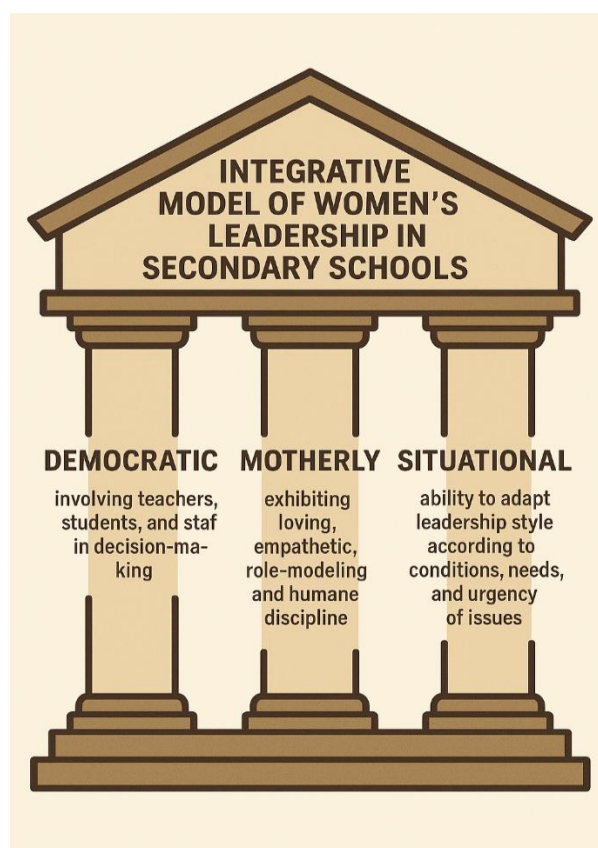 INTEGRATIVE
MODEL OF WOMEN'S
LEADERSHIP IN
SECONDARY SCHOOLS
DEMOCRATIC
involving teachers,
students, and staf
in decision-ma-
king
MOTHERLY
exhibiting
loving,
empathetic,
role-modeling
and humane
discipline
SITUATIONAL
ability to adapt
leadership style
according to
conditions, needs,
and urgency
of issues